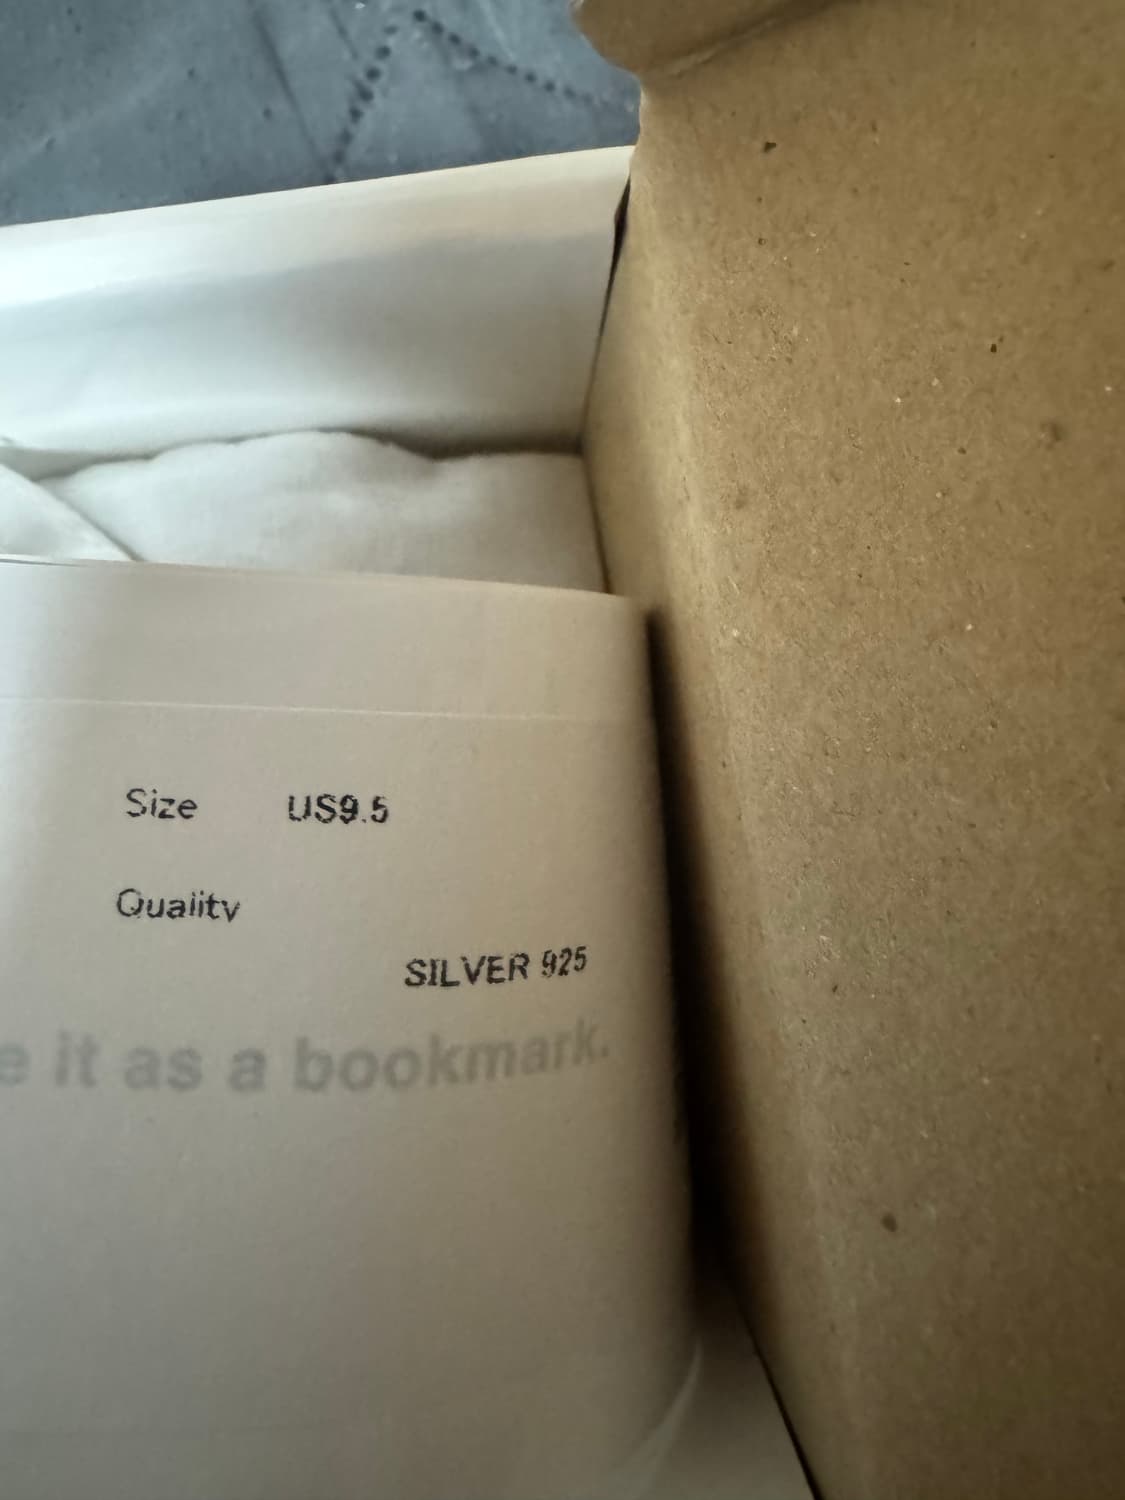 Size US9.5
Quality
SILVER 925
e it as a bookmark.